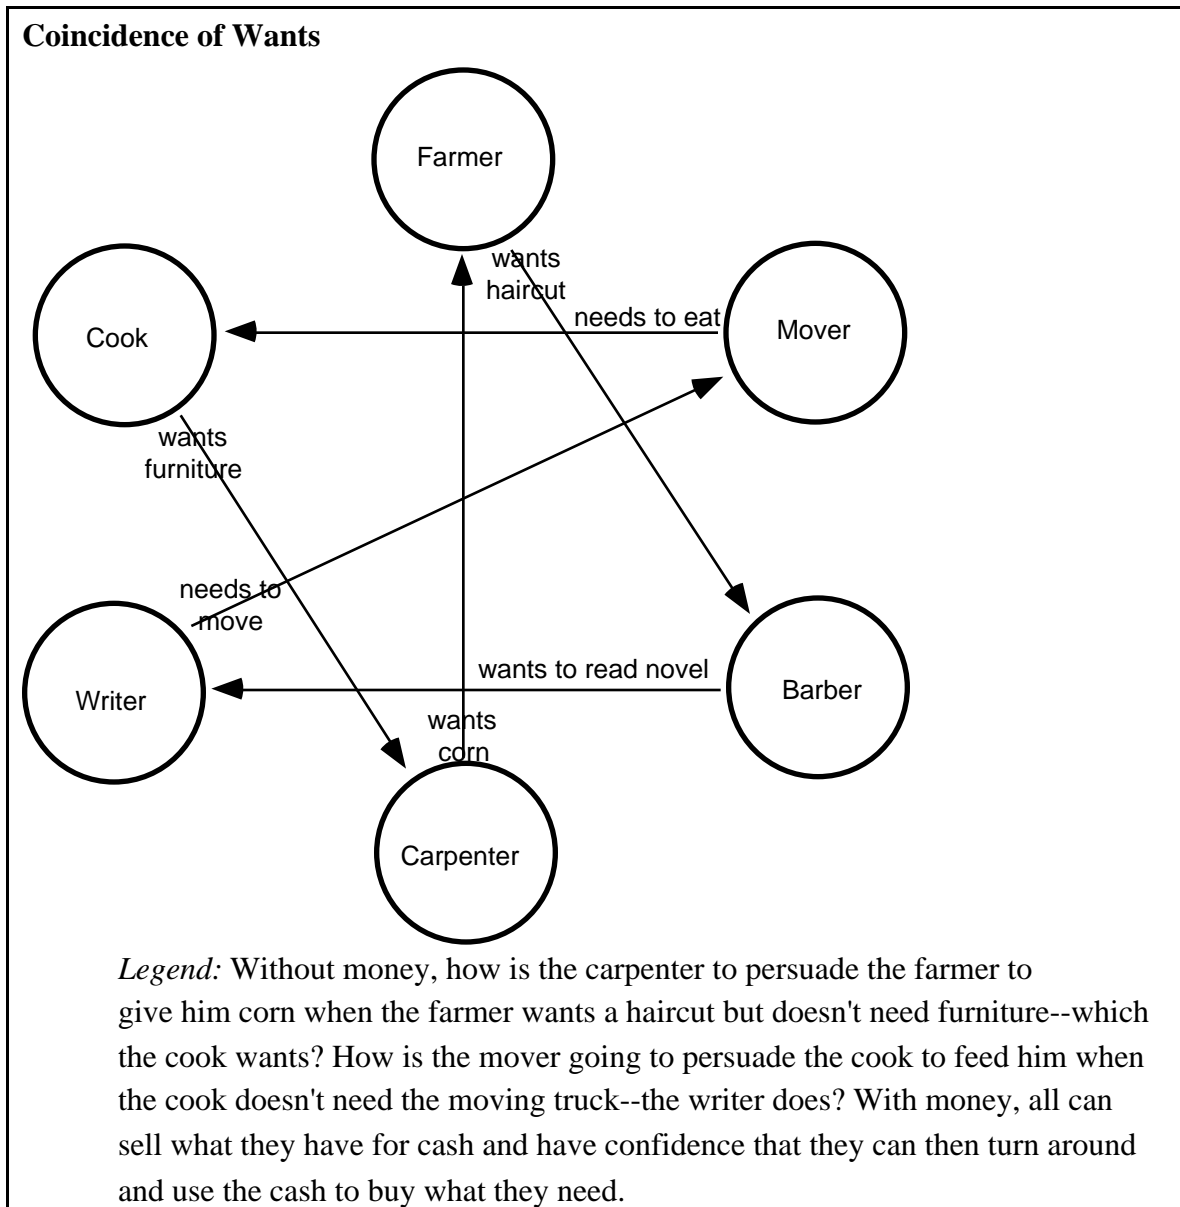 Coincidence of Wants
Farmer
wants
haircut
needs to eat
Mover
Cook
wants
furniture
needs to
move
wants to read novel
Writer
Barber
wants
corn
Carpenter
Legend: Without money, how is the carpenter to persuade the farmer to
give him corn when the farmer wants a haircut but doesn't need furniture--which
the cook wants? How is the mover going to persuade the cook to feed him when
the cook doesn't need the moving truck--the writer does? With money, all can
sell what they have for cash and have confidence that they can then turn around
and use the cash to buy what they need.